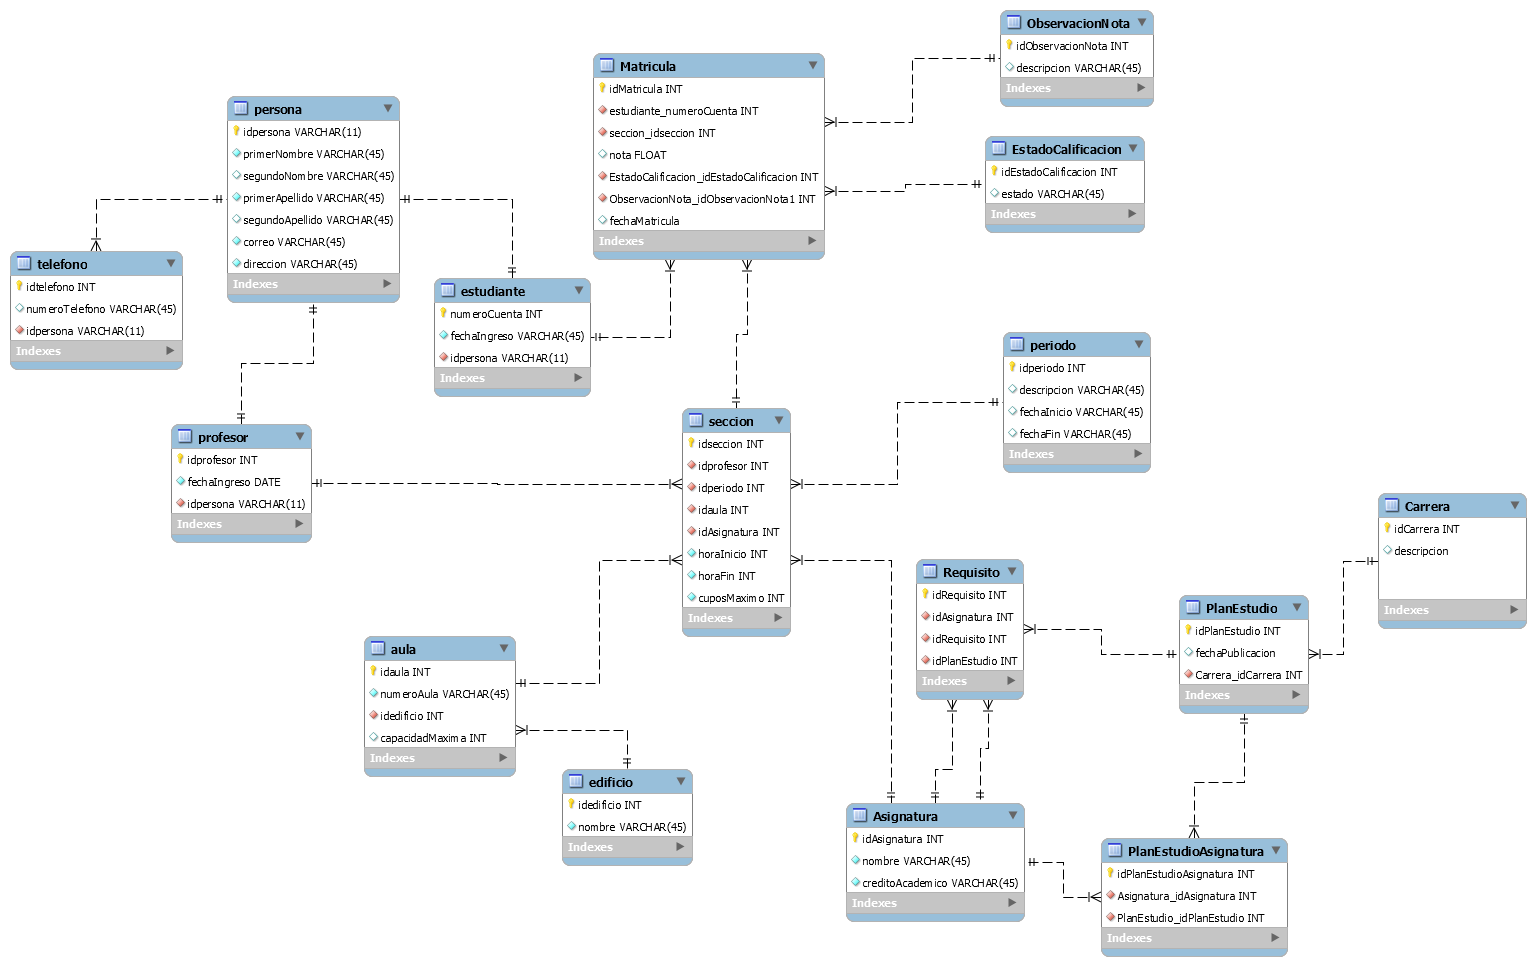 ObservacionNota
idObservacionNota INT
descripcion VARCHAR(45)
Indexes
Matricula
idMatricula INT
estudiante_numeroCuenta INT
seccion_idseccion INT
nota FLOAT
EstadoCalificacion_idEstadoCalificacion INT
ObservacionNota_idObservacionNota1 INT
fechaMatricula
Indexes
persona
idpersona VARCHAR(11)
primerNombre VARCHAR(45)
segundoNombre VARCHAR(45)
primerApellido VARCHAR(45)
segundoApellido VARCHAR(45)
correo VARCHAR(45)
direccion VARCHAR(45)
Indexes
EstadoCalificacion
idEstadoCalificacion INT
estado VARCHAR(45)
Indexes
telefono
idtelefono INT
numeroTelefono VARCHAR(45)
idpersona VARCHAR(11)
Indexes
estudiante
numeroCuenta INT
fechaIngreso VARCHAR(45)
idpersona VARCHAR(11)
Indexes
periodo
idperiodo INT
descripcion VARCHAR(45)
fechaInicio VARCHAR(45)
fechaFin VARCHAR(45)
Indexes
profesor
idprofesor INT
fechaIngreso DATE
idpersona VARCHAR(11)
Indexes
seccion
idseccion INT
idprofesor INT
idperiodo INT
idaula INT
idAsignatura INT
horaInicio INT
horaFin INT
cuposMaximo INT
Indexes
Carrera
idCarrera INT
descripcion
Indexes
Requisito
idRequisito INT
idAsignatura INT
idRequisito INT
idPlanEstudio INT
Indexes
PlanEstudio
idPlanEstudio INT
fechaPublicacion
Carrera_idCarrera INT
Indexes
aula
idaula INT
numeroAula VARCHAR(45)
idedificio INT
capacidadMaxima INT
Indexes
edificio
idedificio INT
nombre VARCHAR(45)
Indexes
Asignatura
idAsignatura INT
nombre VARCHAR(45)
creditoAcademico VARCHAR(45)
Indexes
PlanEstudioAsignatura
idPlanEstudioAsignatura INT
Asignatura_idAsignatura INT
PlanEstudio_idPlanEstudio INT
Indexes